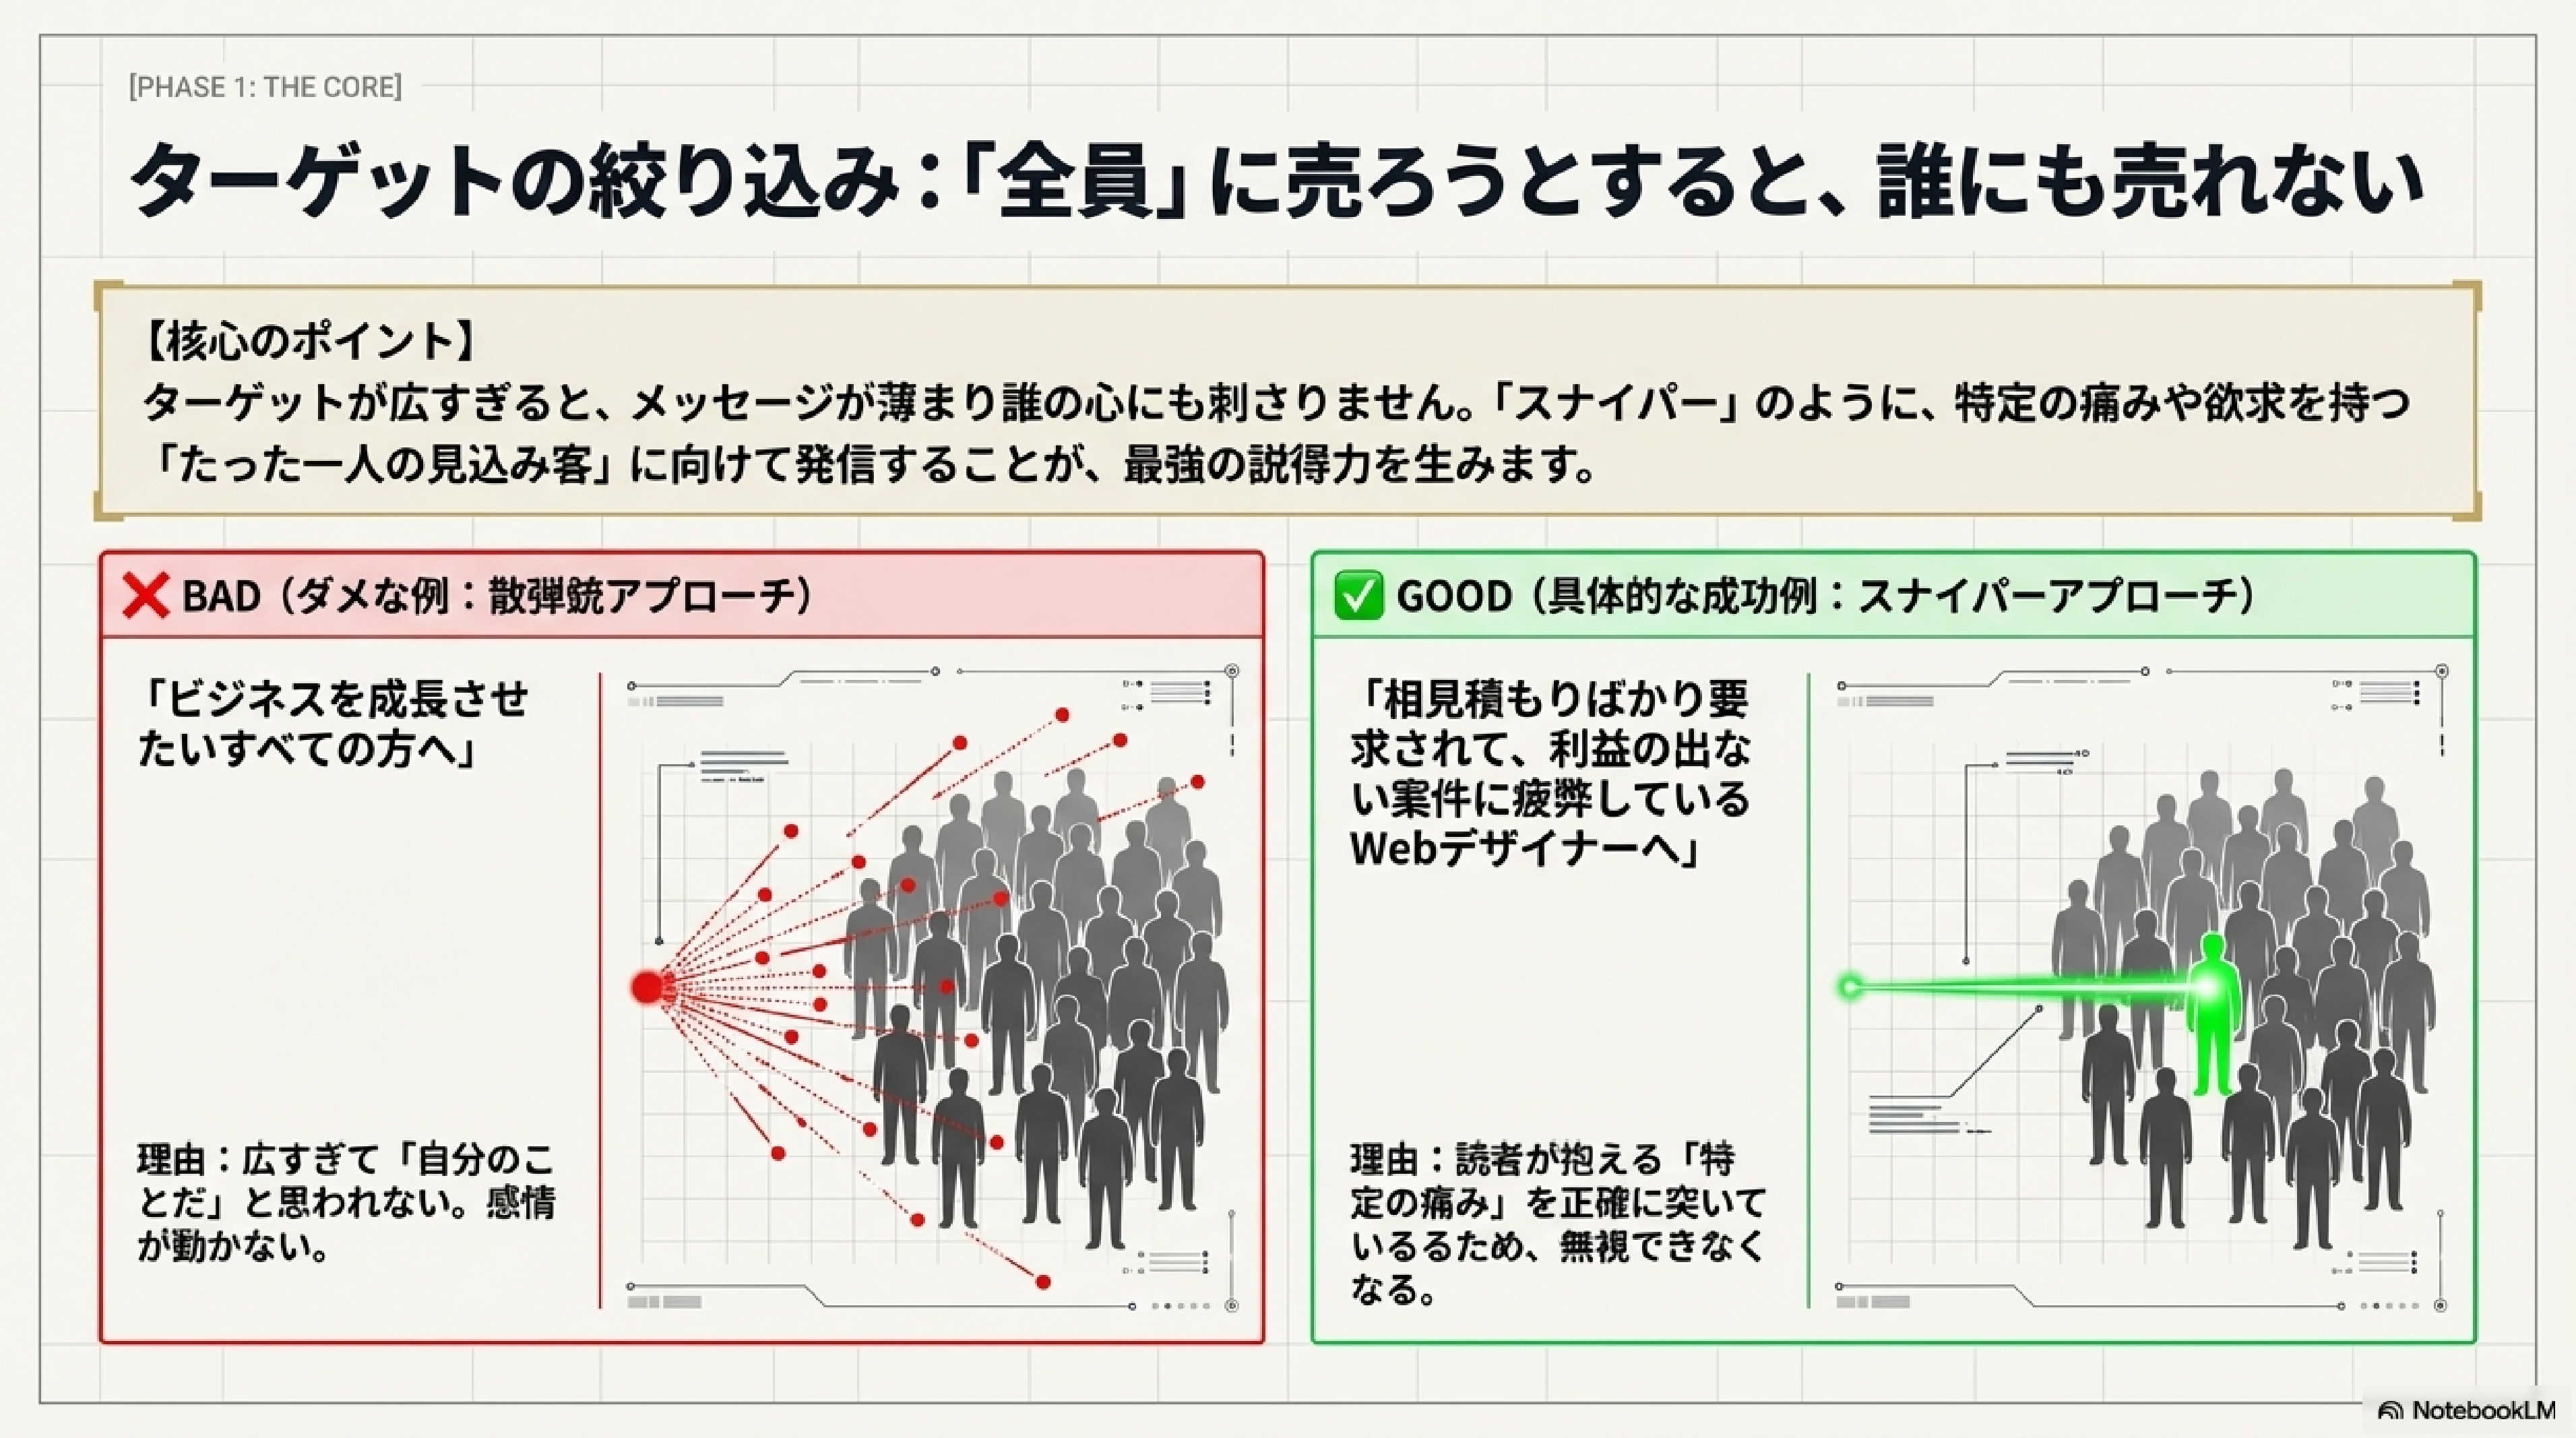 [PHASE 1: THE CORE]
ターゲットの絞り込み：「全員」に売ろうとすると、誰にも売れない
【核心のポイント】
ターゲットが広すぎると、メッセージが薄まり誰の心にも刺さりません。「スナイパー」のように、特定の痛みや欲求を持つ
「たった一人の見込み客」に向けて発信することが、最強の説得力を生みます。
❌ BAD（ダメな例：散弾銃アプローチ）
「ビジネスを成長させ
たいすべての方へ」
理由：広すぎて「自分のこ
とだ」と思われない。感情
が動かない。
✅ GOOD（具体的な成功例：スナイパーアプローチ）
「相見積もりばかり要
求されて、利益の出な
い案件に疲弊している
Webデザイナーへ」
理由：読者が抱える「特
定の痛み」を正確に突いて
いるるため、無視できなく
なる。
NotebookLM